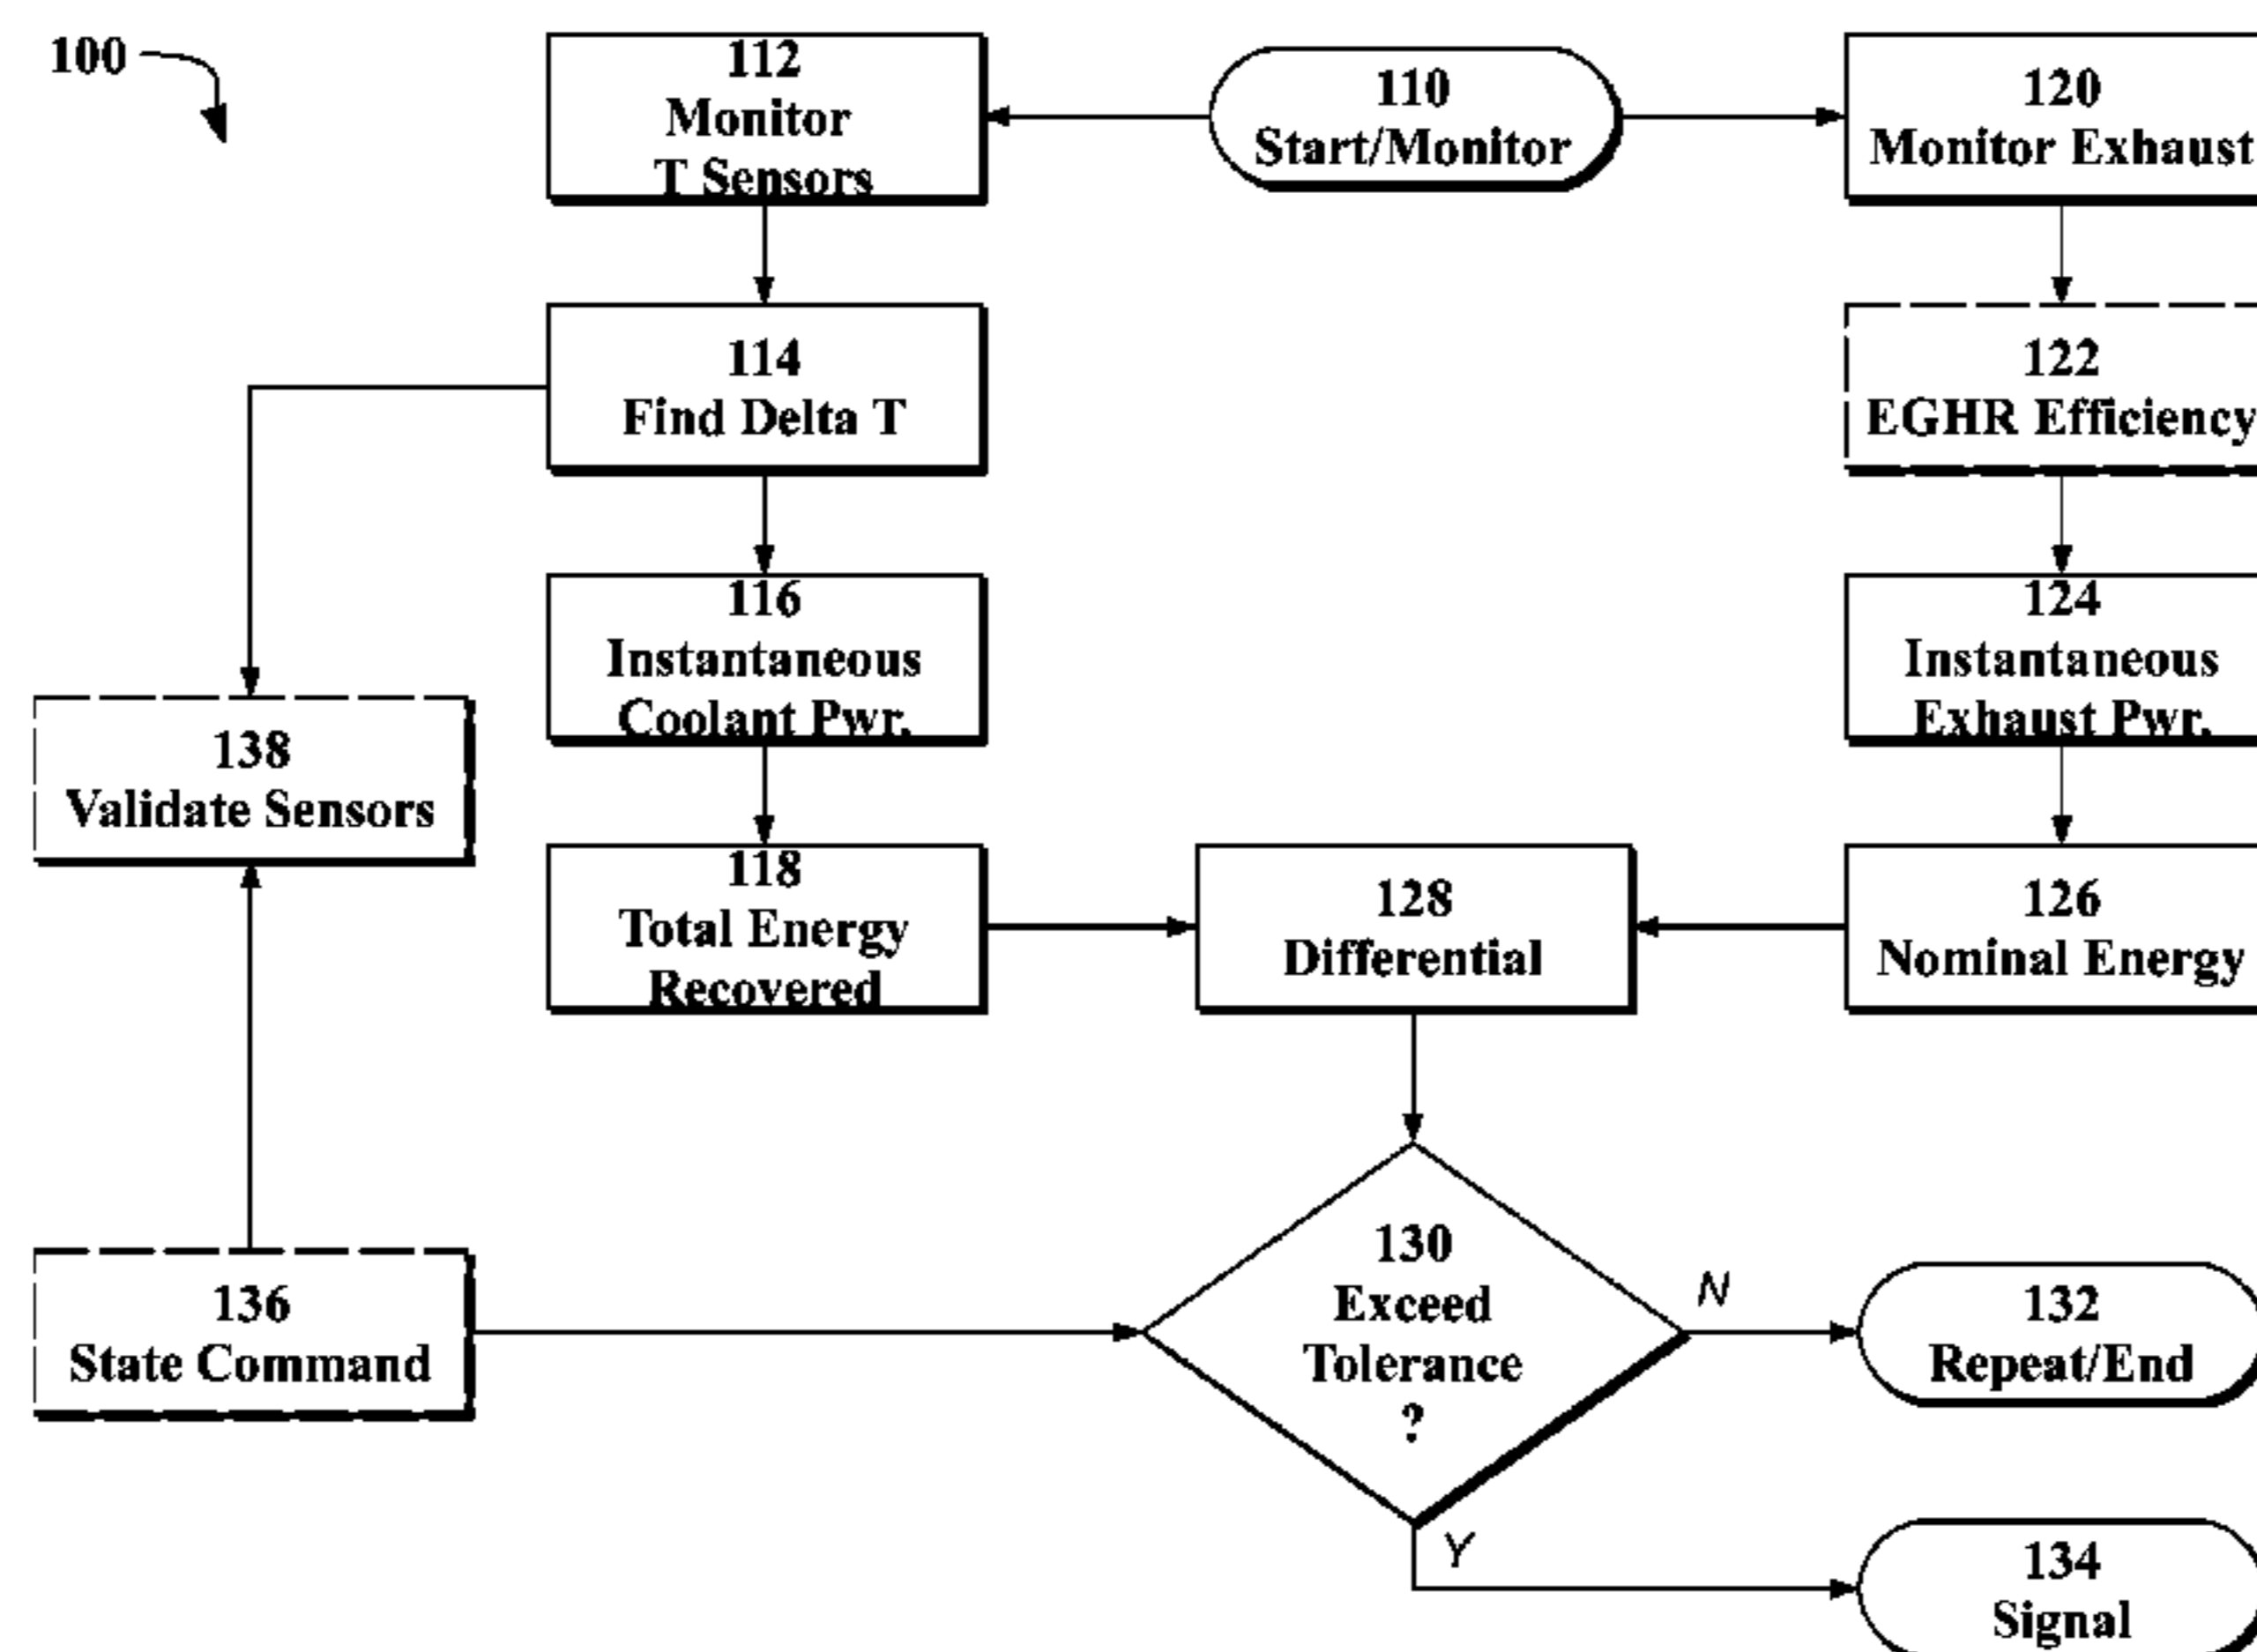 100
112
Monitor
T Sensors
110
Start/Monitor
120
Monitor Exhaust
114
Find Delta T
122
EGHR Efficiency
116
Instantaneous
Coolant Pwr.
124
Instantaneous
Exhaust Pwr.
138
Validate Sensors
118
Total Energy
Recovered
128
Differential
126
Nominal Energy
136
State Command
130
Exceed
Tolerance
?
N
132
Repeat/End
Y
134
Signal